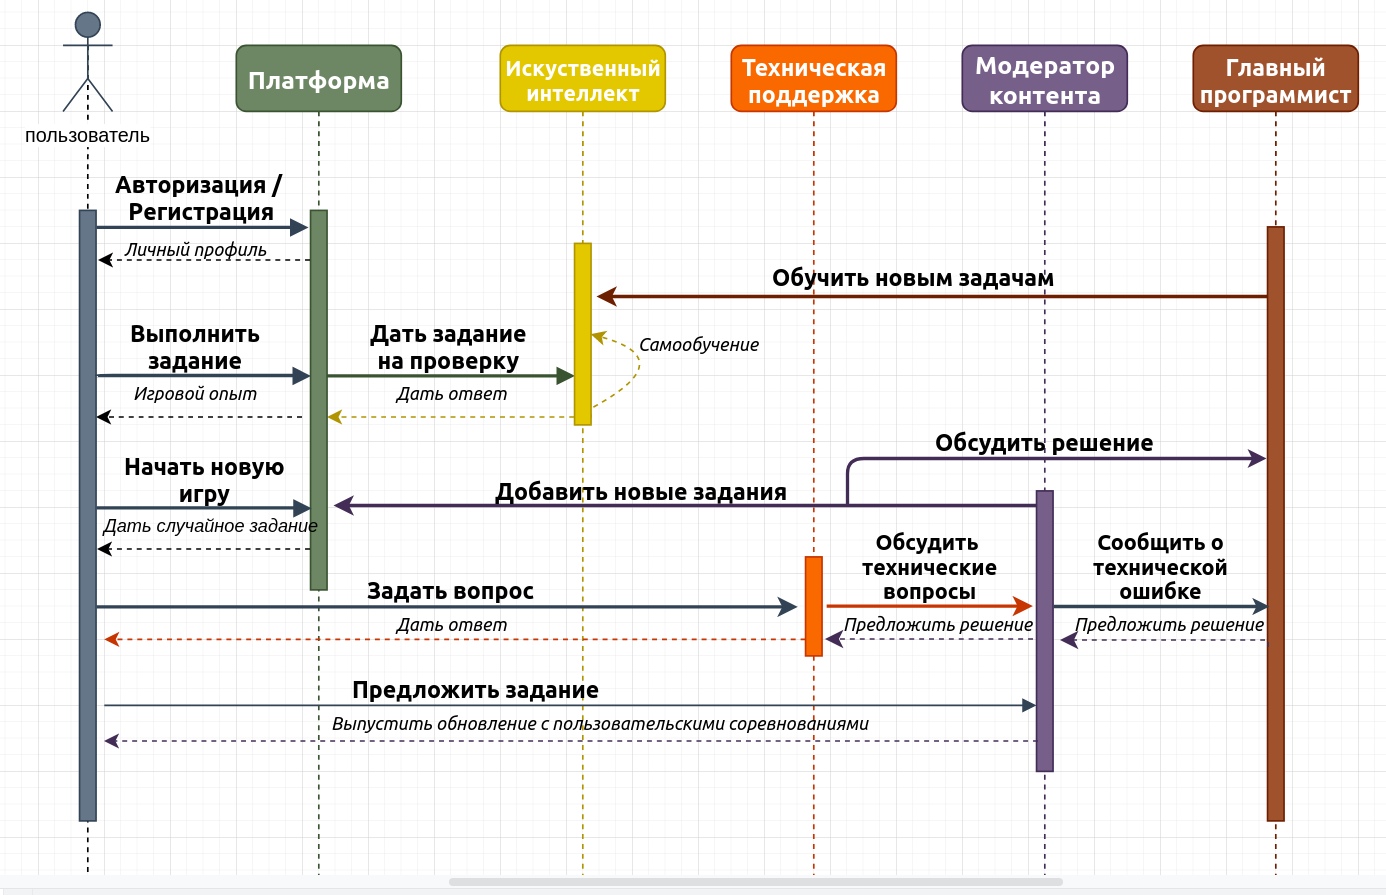 пользователь
Платформа
Искуственный
интеллект
Техническая
поддержка
Модератор
контента
Главный
программист
Авторизация /
Регистрация
Личный профиль
Обучить новым задачам
Выполнить
задание
Дать задание
на проверку
Самообучение
Игровой опыт
Дать ответ
Обсудить решение
Начать новую
игру
Добавить новые задания
Дать случайное задание
Обсудить
технические
вопросы
Сообщить о
технической
ошибке
Задать вопрос
Дать ответ
Предложить решение
Предложить решение
Предложить задание
Выпустить обновление с пользовательскими соревнованиями